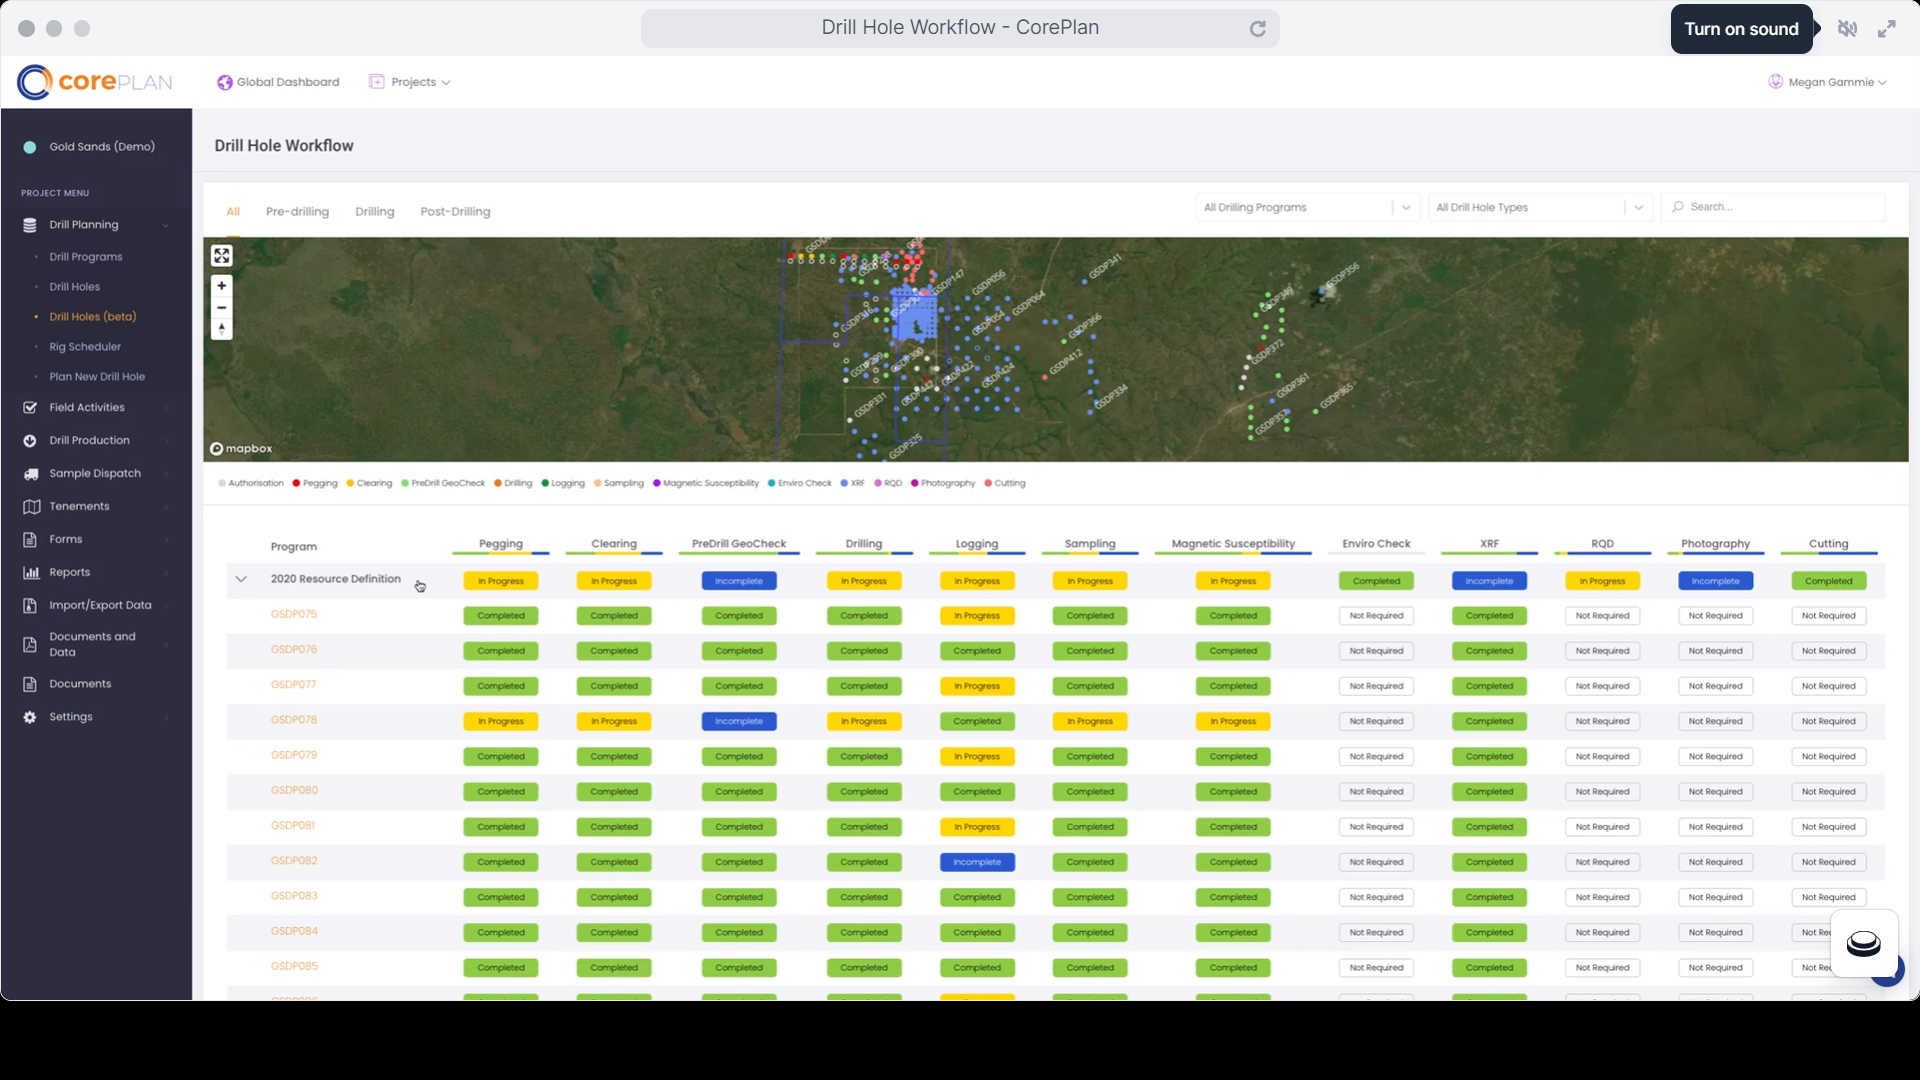 Drill Hole Workflow - CorePlan
Turn on sound
corePLAN
Global Dashboard
Projects
Megan Gammie
Gold Sands (Demo)
PROJECT MENU
Drill Planning
Drill Programs
Drill Holes
Drill Holes (beta)
Rig Scheduler
Plan New Drill Hole
Field Activities
Drill Production
Sample Dispatch
Tenements
Forms
Reports
Import/Export Data
Documents and
Data
Documents
Settings
Drill Hole Workflow
All Pre-drilling Drilling Post-Drilling
All Drilling Programs
All Drill Hole Types
Search...
GSDP147
GSDP056
GSDP064
GSDP054
GSDP341
GSDP366
GSDP412
GSDP334
GSDP424
GSDP331
GSDP325
GSDP356
GSDP372
GSDP361
GSDP365
GSDP357
mapbox
Authorisation Pegging Clearing PreDrill GeoCheck Drilling Logging Sampling Magnetic Susceptibility Enviro Check XRF RQD Photography Cutting
Program Pegging Clearing PreDrill GeoCheck Drilling Logging Sampling Magnetic Susceptibility Enviro Check XRF RQD Photography Cutting
2020 Resource Definition In Progress In Progress Incomplete In Progress In Progress In Progress In Progress Completed Incomplete In Progress Incomplete Completed
GSDP075 Completed Completed Completed Completed In Progress Completed Completed Not Required Completed Not Required Not Required Not Required
GSDP076 Completed Completed Completed Completed Completed Completed Completed Not Required Completed Not Required Not Required Not Required
GSDP077 Completed Completed Completed Completed In Progress Completed Completed Not Required Completed Not Required Not Required Not Required
GSDP078 In Progress In Progress Incomplete In Progress Completed In Progress In Progress Not Required Completed Not Required Not Required Not Required
GSDP079 Completed Completed Completed Completed In Progress Completed Completed Not Required Completed Not Required Not Required Not Required
GSDP080 Completed Completed Completed Completed Completed Completed Completed Not Required Completed Not Required Not Required Not Required
GSDP081 Completed Completed Completed Completed In Progress Completed Completed Not Required Completed Not Required Not Required Not Required
GSDP082 Completed Completed Completed Completed Incomplete Completed Completed Not Required Completed Not Required Not Required Not Required
GSDP083 Completed Completed Completed Completed Completed Completed Completed Not Required Completed Not Required Not Required Not Required
GSDP084 Completed Completed Completed Completed Completed Completed Completed Not Required Completed Not Required Not Required Not
GSDP085 Completed Completed Completed Completed Completed Completed Completed Not Required Completed Not Required Not Required Not